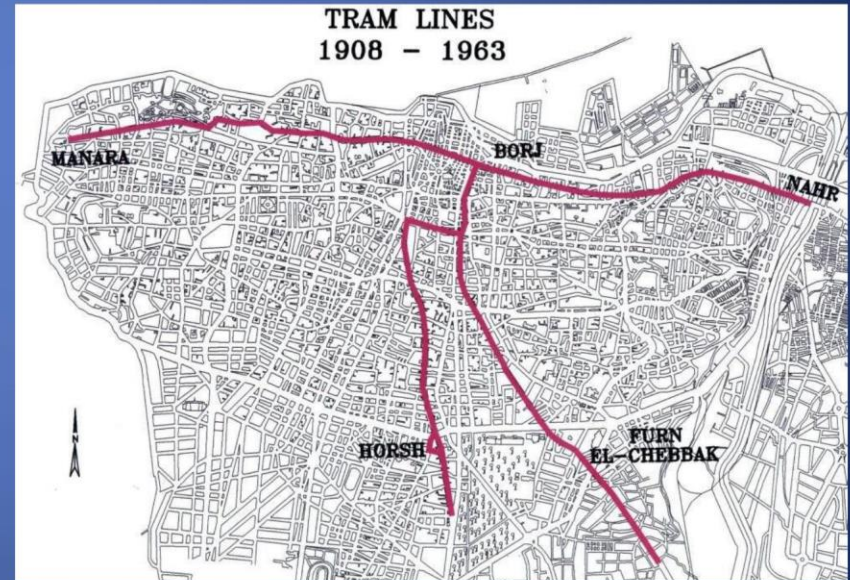 TRAM LINES
1908 - 1963
BORJ
MANARA
NAHR
N
HORSH
FURN
EL-CHEBBAK